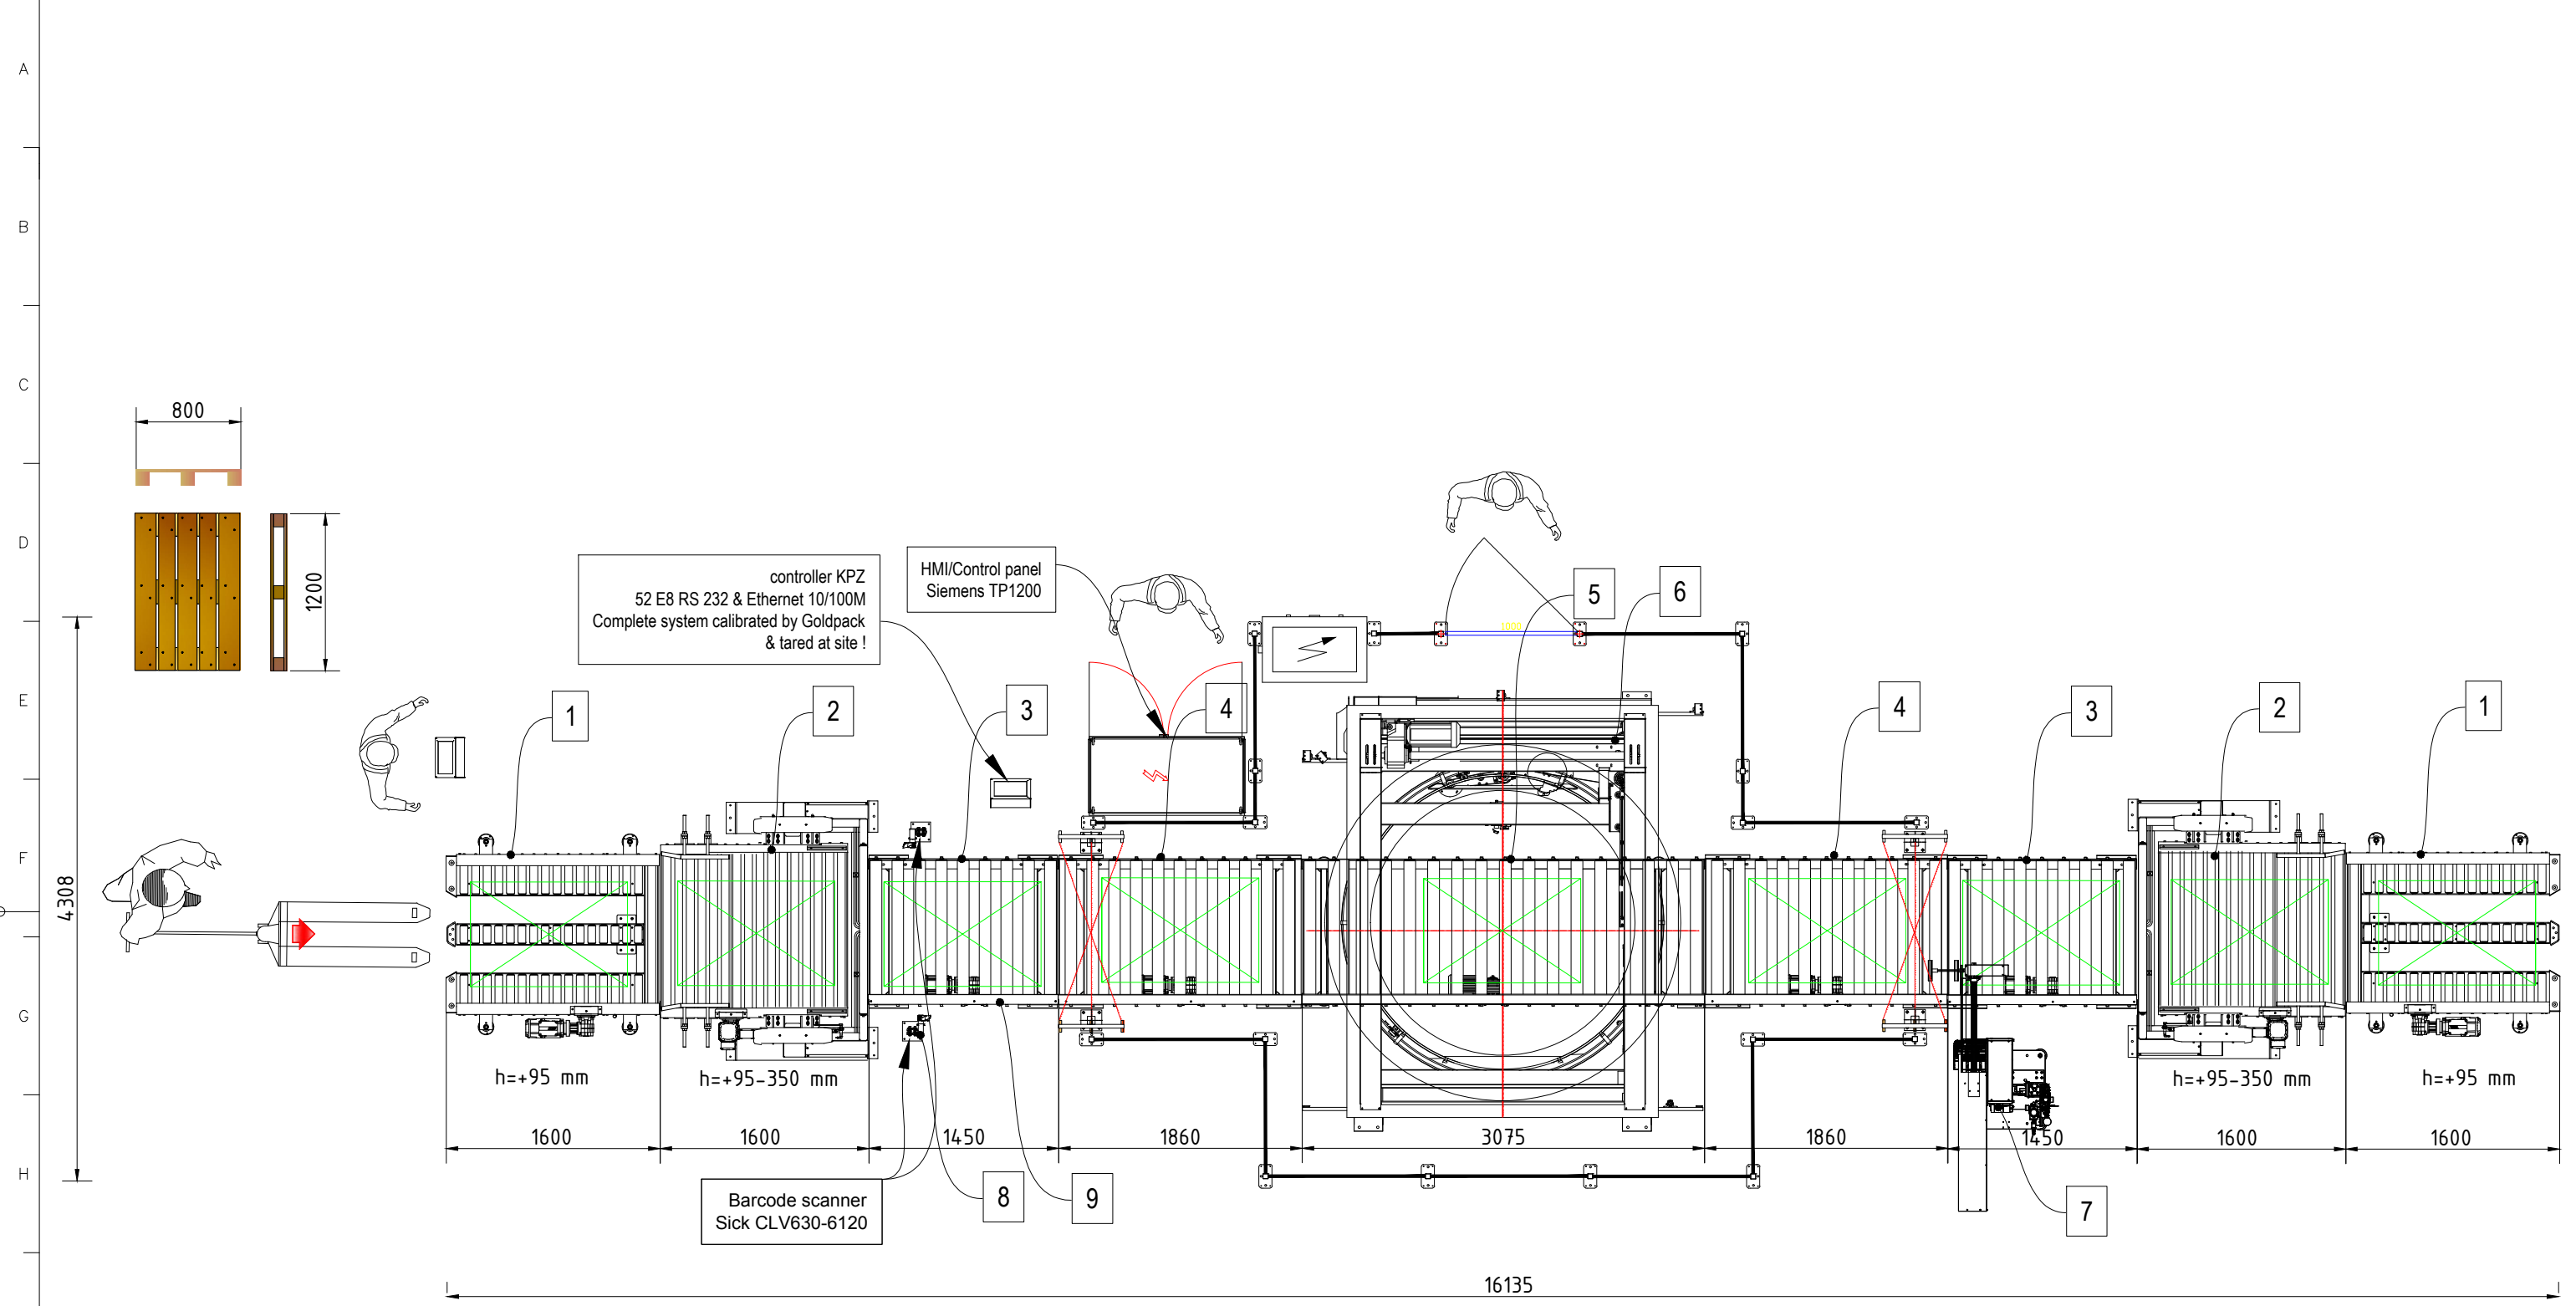 A
B
C
D
E
F
G
H
800
1200
4308
controller KPZ
52 E8 RS 232 & Ethernet 10/100M
Complete system calibrated by Goldpack
& tared at site !
HMI/Control panel
Siemens TP1200
1000
5
6
1
2
3
4
4
3
2
1
h=+95 mm
h=+95-350 mm
h=+95-350 mm
h=+95 mm
1600
1600
1450
1860
3075
1860
1450
1600
1600
Barcode scanner
Sick CLV630-6120
8
9
7
16135